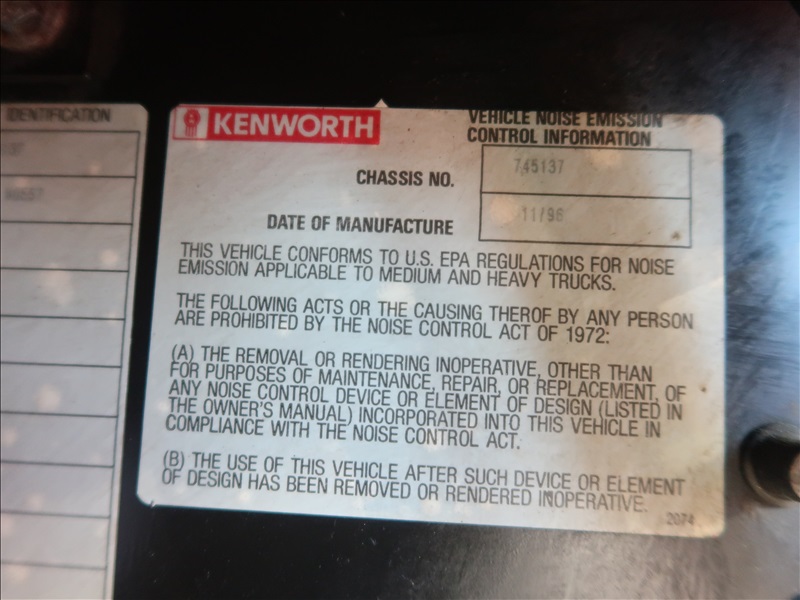 IDENTIFICATION
KENWORTH
VEHICLE NOISE EMISSION
CONTROL INFORMATION
CHASSIS NO. 745137
DATE OF MANUFACTURE 11/96
THIS VEHICLE CONFORMS TO U.S. EPA REGULATIONS FOR NOISE
EMISSION APPLICABLE TO MEDIUM AND HEAVY TRUCKS.
THE FOLLOWING ACTS OR THE CAUSING THEROF BY ANY PERSON
ARE PROHIBITED BY THE NOISE CONTROL ACT OF 1972:
(A) THE REMOVAL OR RENDERING INOPERATIVE, OTHER THAN
FOR PURPOSES OF MAINTENANCE, REPAIR, OR REPLACEMENT, OF
ANY NOISE CONTROL DEVICE OR ELEMENT OF DESIGN (LISTED IN
THE OWNER'S MANUAL) INCORPORATED INTO THIS VEHICLE IN
COMPLIANCE WITH THE NOISE CONTROL ACT.
(B) THE USE OF THIS VEHICLE AFTER SUCH DEVICE OR ELEMENT
OF DESIGN HAS BEEN REMOVED OR RENDERED INOPERATIVE.
2074